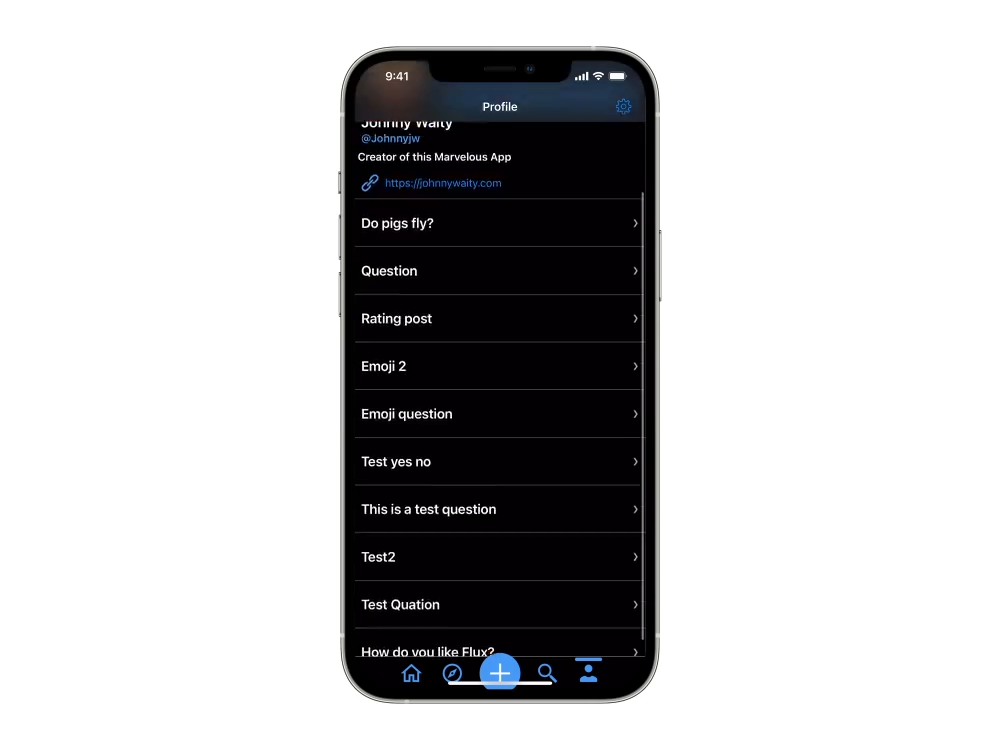 9:41
Profile
Johnny Waity
@Johnnyjw
Creator of this Marvelous App
https://johnnywaity.com
Do pigs fly?
Question
Rating post
Emoji 2
Emoji question
Test yes no
This is a test question
Test2
Test Quation
How do you like Flux?